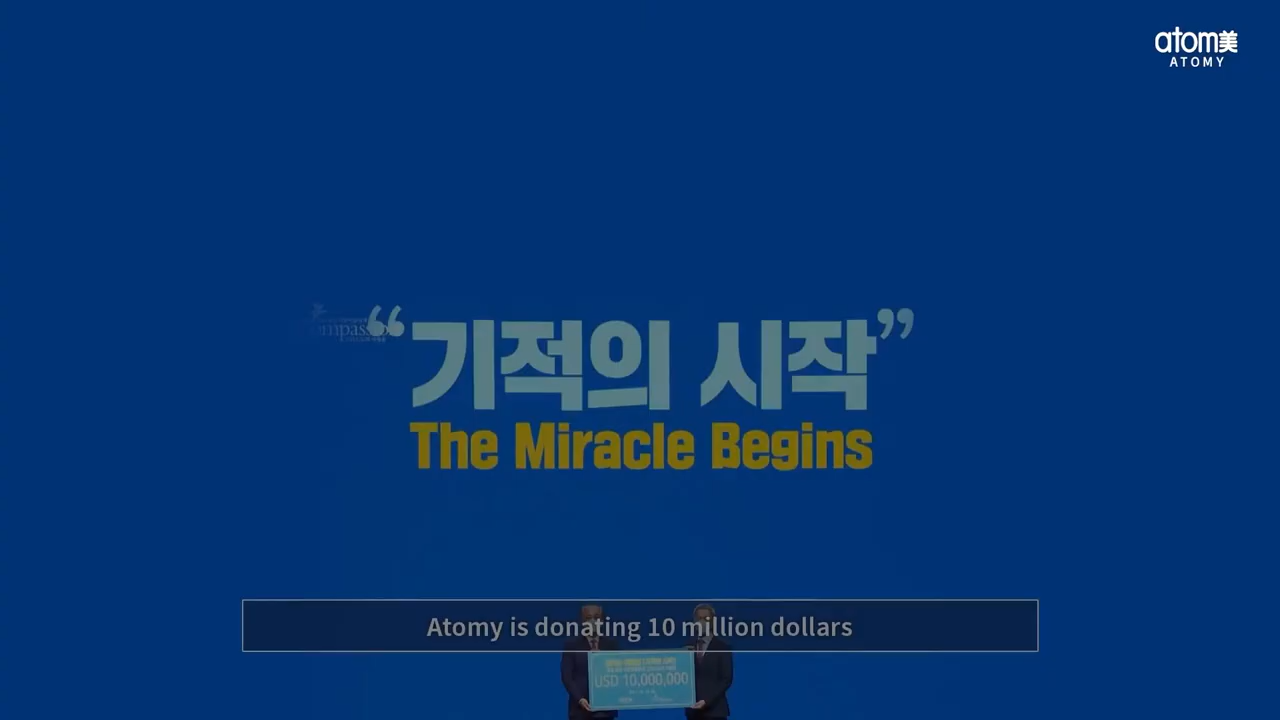 atom美
ATOMY
“기적의 시작”
The Miracle Begins
Atomy is donating 10 million dollars
USD 10,000,000